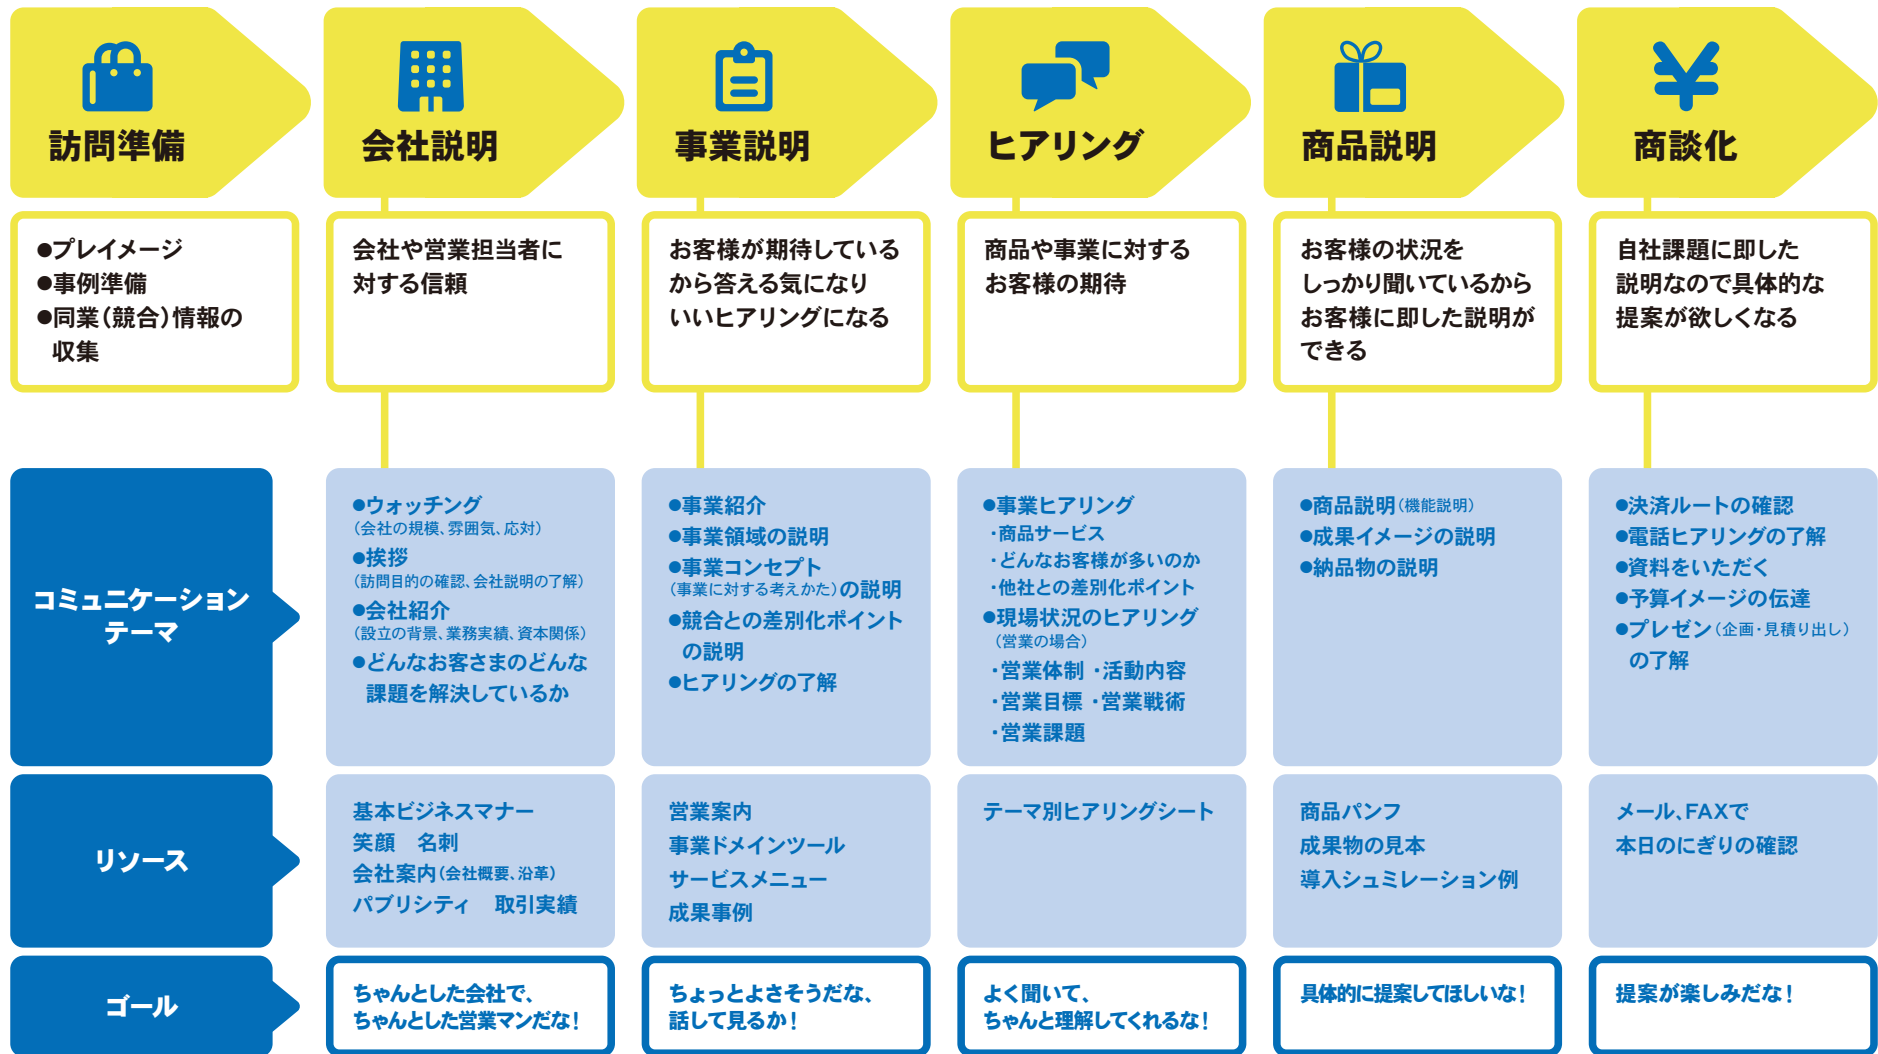 訪問準備
会社説明
事業説明
ヒアリング
商品説明
商談化
●プレイメージ
●事例準備
●同業(競合)情報の
収集
会社や営業担当者に
対する信頼
お客様が期待している
から答える気になり
いいヒアリングになる
商品や事業に対する
お客様の期待
お客様の状況を
しっかり聞いているから
お客様に即した説明が
できる
自社課題に即した
説明なので具体的な
提案が欲しくなる
コミュニケーション
テーマ
●ウォッチング
(会社の規模、雰囲気、応対)
●挨拶
(訪問目的の確認、会社説明の了解)
●会社紹介
(設立の背景、業務実績、資本関係)
●どんなお客さまのどんな
課題を解決しているか
●事業紹介
●事業領域の説明
●事業コンセプト
(事業に対する考えかた)の説明
●競合との差別化ポイント
の説明
●ヒアリングの了解
●事業ヒアリング
・商品サービス
・どんなお客様が多いのか
・他社との差別化ポイント
●現場状況のヒアリング
(営業の場合)
・営業体制 ・活動内容
・営業目標 ・営業戦術
・営業課題
●商品説明(機能説明)
●成果イメージの説明
●納品物の説明
●決済ルートの確認
●電話ヒアリングの了解
●資料をいただく
●予算イメージの伝達
●プレゼン(企画・見積り出し)
の了解
リソース
基本ビジネスマナー
笑顔 名刺
会社案内(会社概要、沿革)
パブリシティ 取引実績
営業案内
事業ドメインツール
サービスメニュー
成果事例
テーマ別ヒアリングシート
商品パンフ
成果物の見本
導入シュミレーション例
メール、FAXで
本日のにぎりの確認
ゴール
ちゃんとした会社で、
ちゃんとした営業マンだな!
ちょっとよさそうだな、
話して見るか!
よく聞いて、
ちゃんと理解してくれるな!
具体的に提案してほしいな!
提案が楽しみだな!